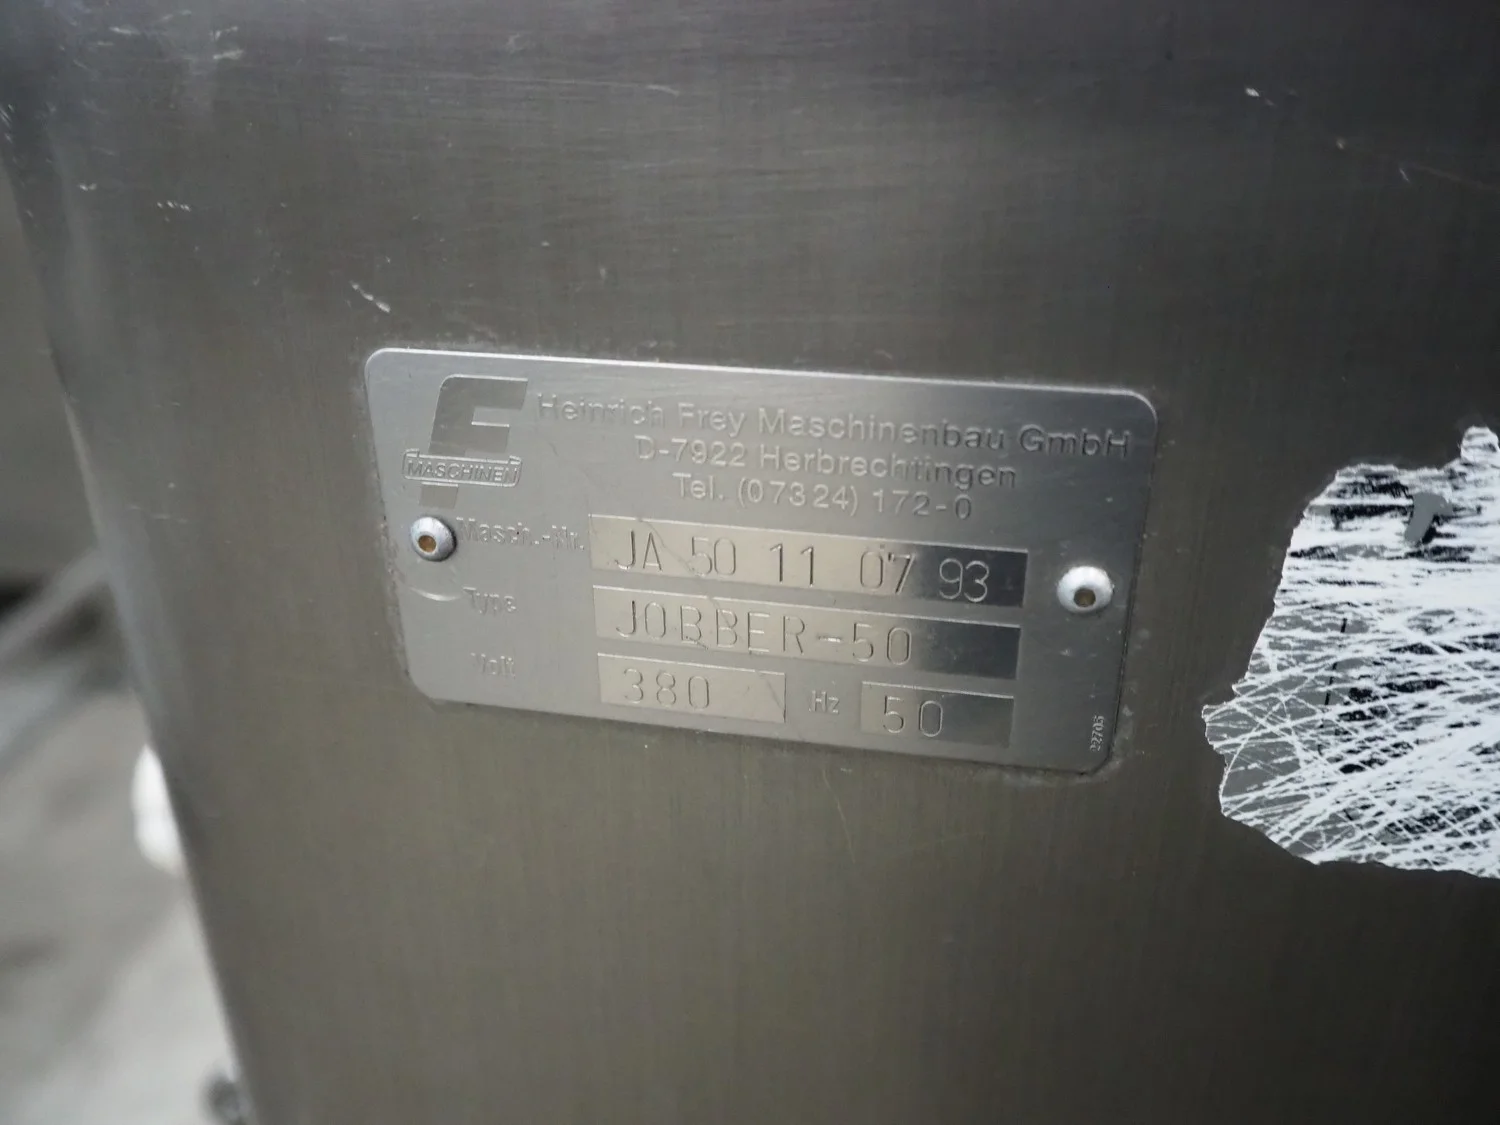 MASCHINEN
Heinrich Frey Maschinenbau GmbH
D-7922 Herbrechtingen
Tel. (07324) 172-0
Masch.-Nr. JA 50 11 07 93
Type JOBBER-50
Volt 380 Hz 50
22705